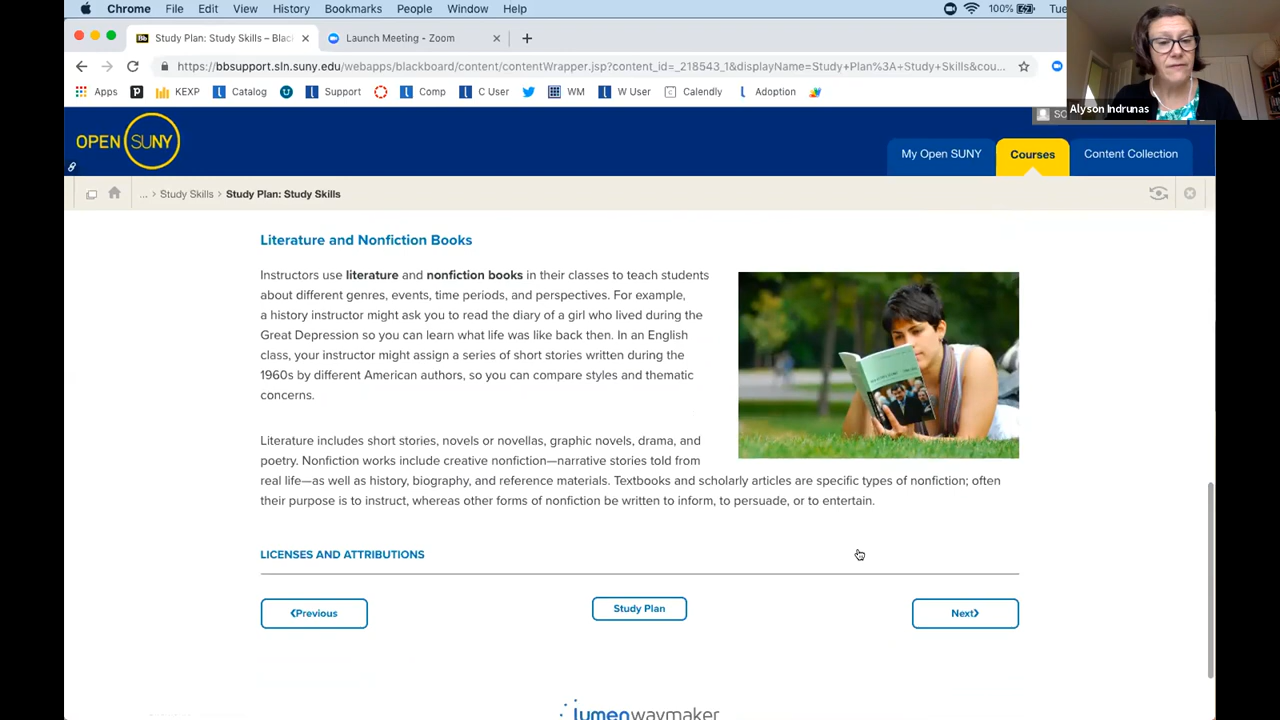 Chrome File Edit View History Bookmarks People Window Help 100% Tue
Study Plan: Study Skills – Blac Launch Meeting - Zoom
https://bbsupport.sln.suny.edu/webapps/blackboard/content/contentWrapper.jsp?content_id=_218543_1&displayName=Study+Plan%3A+Study+Skills&cou...
Apps KEXP Catalog Support Comp C User WM W User Calendly Adoption
Alyson Indrunas
OPEN SUNY
My Open SUNY Courses Content Collection
... > Study Skills > Study Plan: Study Skills
Literature and Nonfiction Books
Instructors use literature and nonfiction books in their classes to teach students
about different genres, events, time periods, and perspectives. For example,
a history instructor might ask you to read the diary of a girl who lived during the
Great Depression so you can learn what life was like back then. In an English
class, your instructor might assign a series of short stories written during the
1960s by different American authors, so you can compare styles and thematic
concerns.
Literature includes short stories, novels or novellas, graphic novels, drama, and
poetry. Nonfiction works include creative nonfiction—narrative stories told from
real life—as well as history, biography, and reference materials. Textbooks and scholarly articles are specific types of nonfiction; often
their purpose is to instruct, whereas other forms of nonfiction be written to inform, to persuade, or to entertain.
LICENSES AND ATTRIBUTIONS
Previous Study Plan Next
lumen waymaker